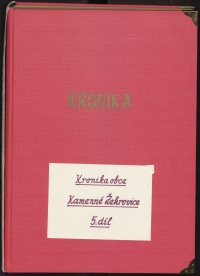 KRONIKA
Kronika obce
Kamenné Žehrovice
5. díl